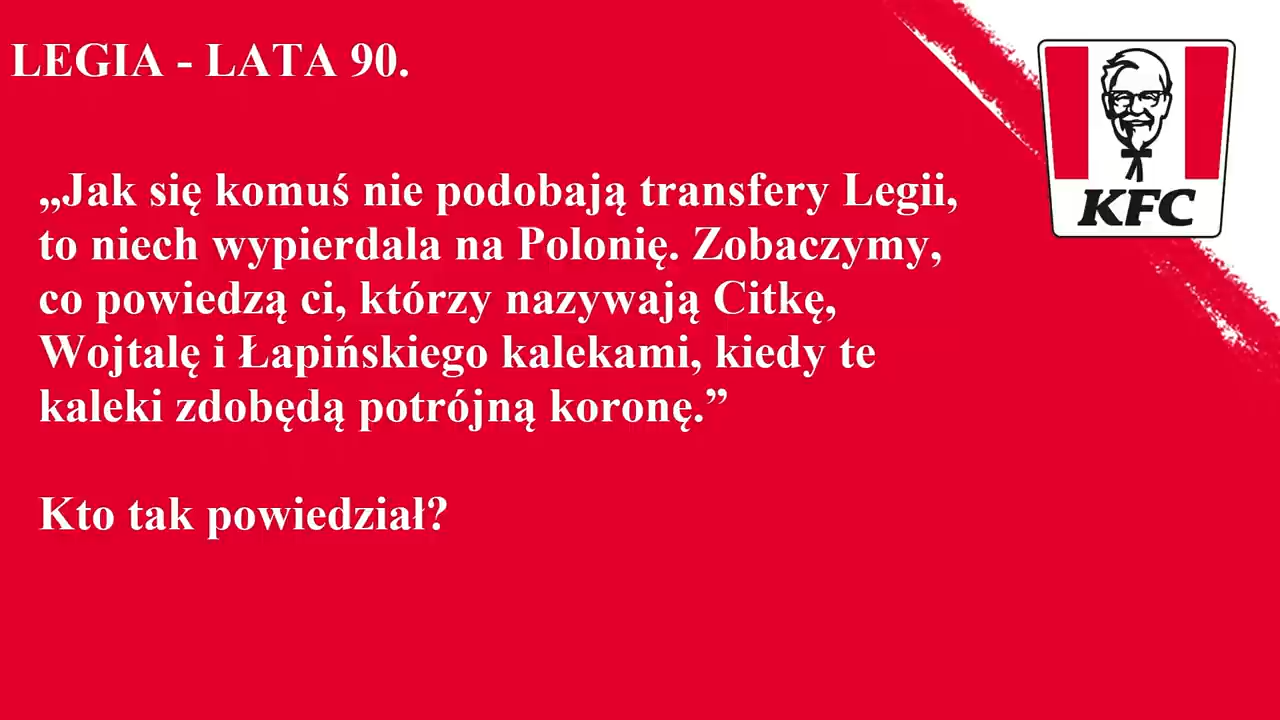 LEGIA - LATA 90.
KFC
„Jak się komuś nie podobają transfery Legii,
to niech wypierdala na Polonię. Zobaczymy,
co powiedzą ci, którzy nazywają Citkę,
Wojtalę i Łapińskiego kalekami, kiedy te
kaleki zdobędą potrójną koronę.”
Kto tak powiedział?